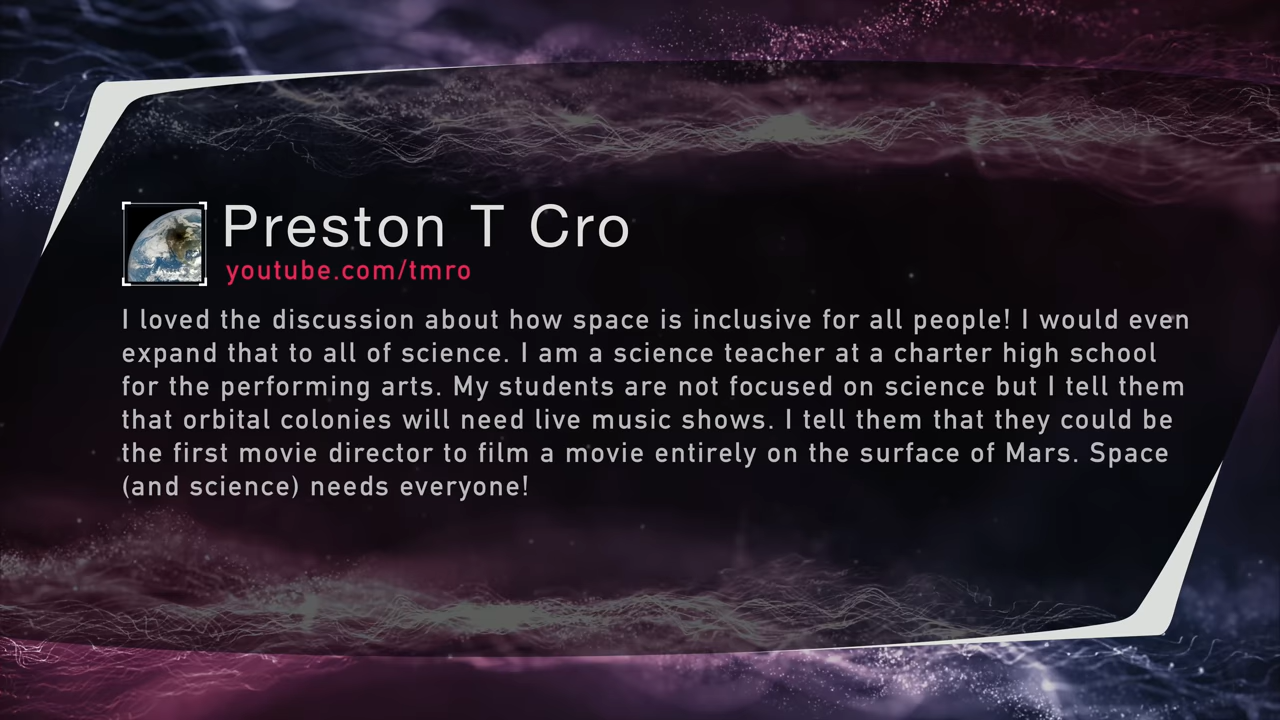 Preston T Cro
youtube.com/tmro
I loved the discussion about how space is inclusive for all people! I would even
expand that to all of science. I am a science teacher at a charter high school
for the performing arts. My students are not focused on science but I tell them
that orbital colonies will need live music shows. I tell them that they could be
the first movie director to film a movie entirely on the surface of Mars. Space
(and science) needs everyone!